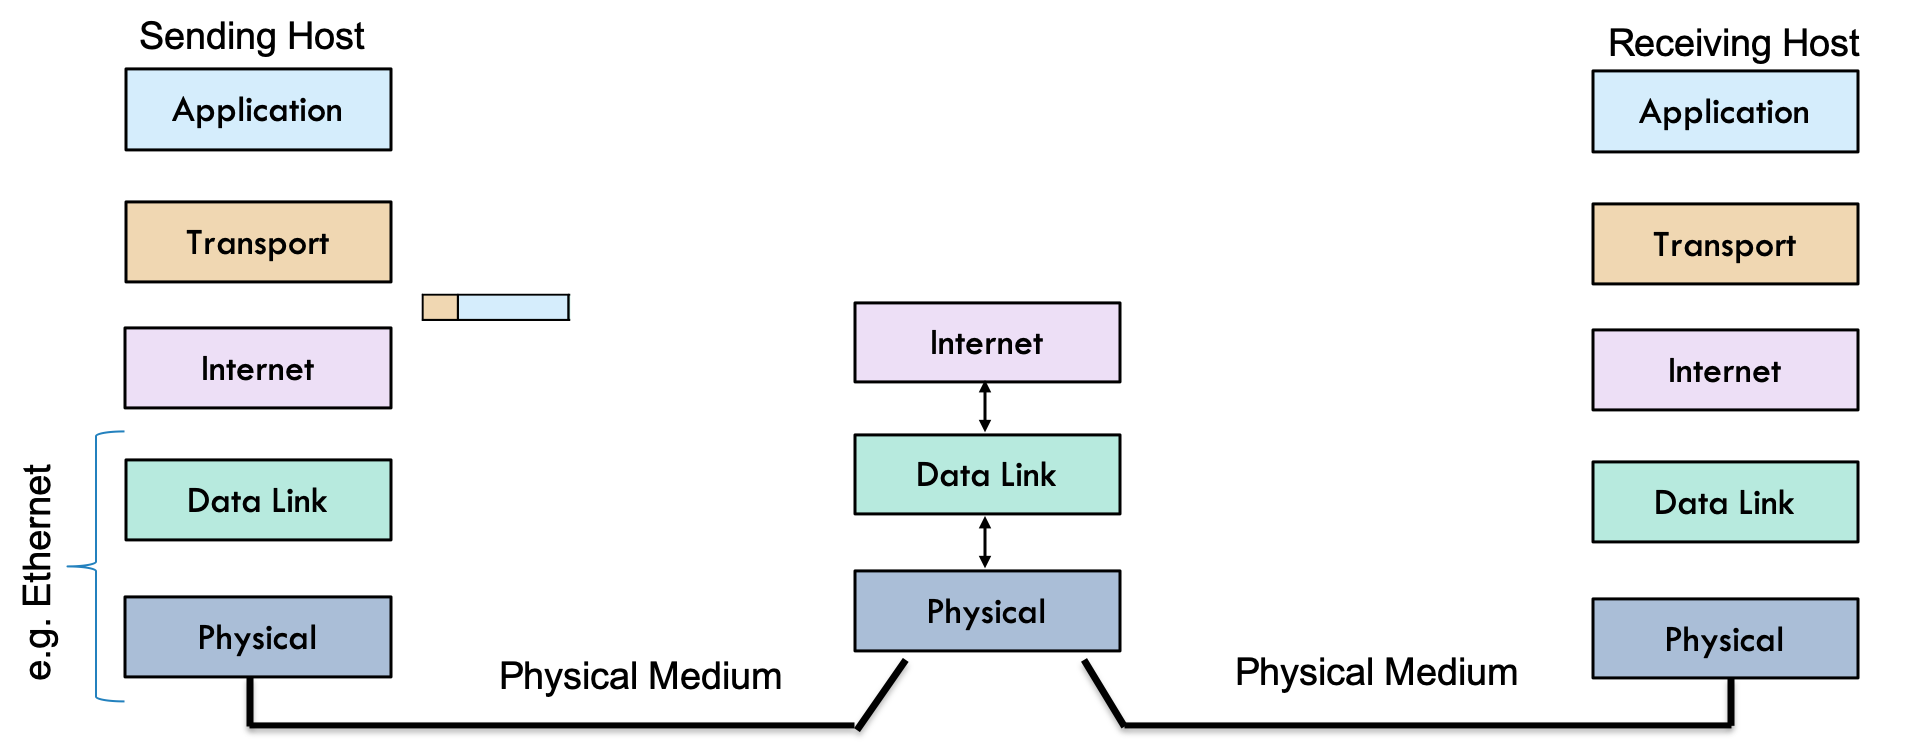 Sending Host
Receiving Host
Application
Application
Transport
Transport
Internet
Internet
Internet
Data Link
Data Link
Data Link
e.g. Ethernet
Physical
Physical
Physical
Physical Medium
Physical Medium